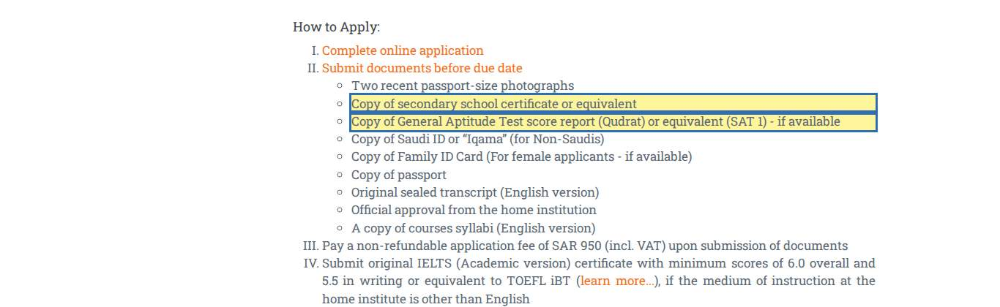 How to Apply:
I. Complete online application
II. Submit documents before due date
Two recent passport-size photographs
Copy of secondary school certificate or equivalent
Copy of General Aptitude Test score report (Qudrat) or equivalent (SAT 1) - if available
Copy of Saudi ID or “Iqama” (for Non-Saudis)
Copy of Family ID Card (For female applicants - if available)
Copy of passport
Original sealed transcript (English version)
Official approval from the home institution
A copy of courses syllabi (English version)
III. Pay a non-refundable application fee of SAR 950 (incl. VAT) upon submission of documents
IV. Submit original IELTS (Academic version) certificate with minimum scores of 6.0 overall and
5.5 in writing or equivalent to TOEFL iBT (learn more...), if the medium of instruction at the
home institute is other than English